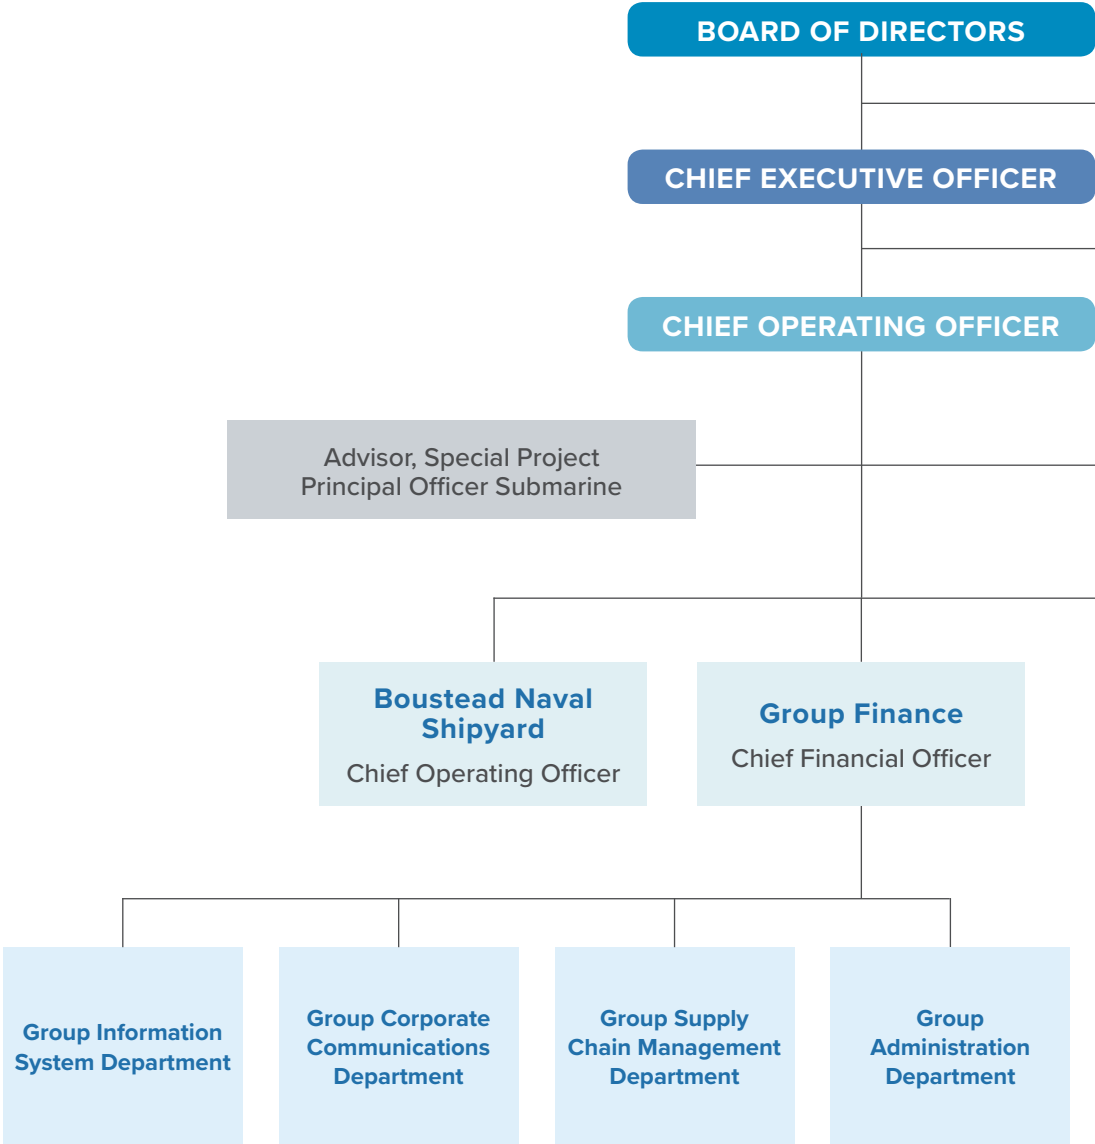 BOARD OF DIRECTORS
CHIEF EXECUTIVE OFFICER
CHIEF OPERATING OFFICER
Advisor, Special Project
Principal Officer Submarine
Boustead Naval
Shipyard
Chief Operating Officer
Group Finance
Chief Financial Officer
Group Information
System Department
Group Corporate
Communications
Department
Group Supply
Chain Management
Department
Group
Administration
Department